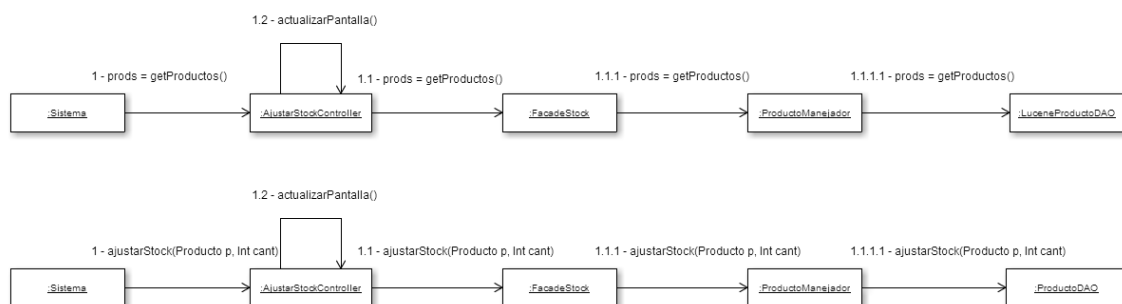 1.2 - actualizarPantalla()
1 - prods = getProductos()
1.1 - prods = getProductos()
1.1.1 - prods = getProductos()
1.1.1.1 - prods = getProductos()
:Sistema
:AjustarStockController
:FacadeStock
:ProductoManejador
:LuceneProductoDAO
1.2 - actualizarPantalla()
1 - ajustarStock(Producto p, Int cant)
1.1 - ajustarStock(Producto p, Int cant)
1.1.1 - ajustarStock(Producto p, Int cant)
1.1.1.1 - ajustarStock(Producto p, Int cant)
:Sistema
:AjustarStockController
:FacadeStock
:ProductoManejador
:ProductoDAO